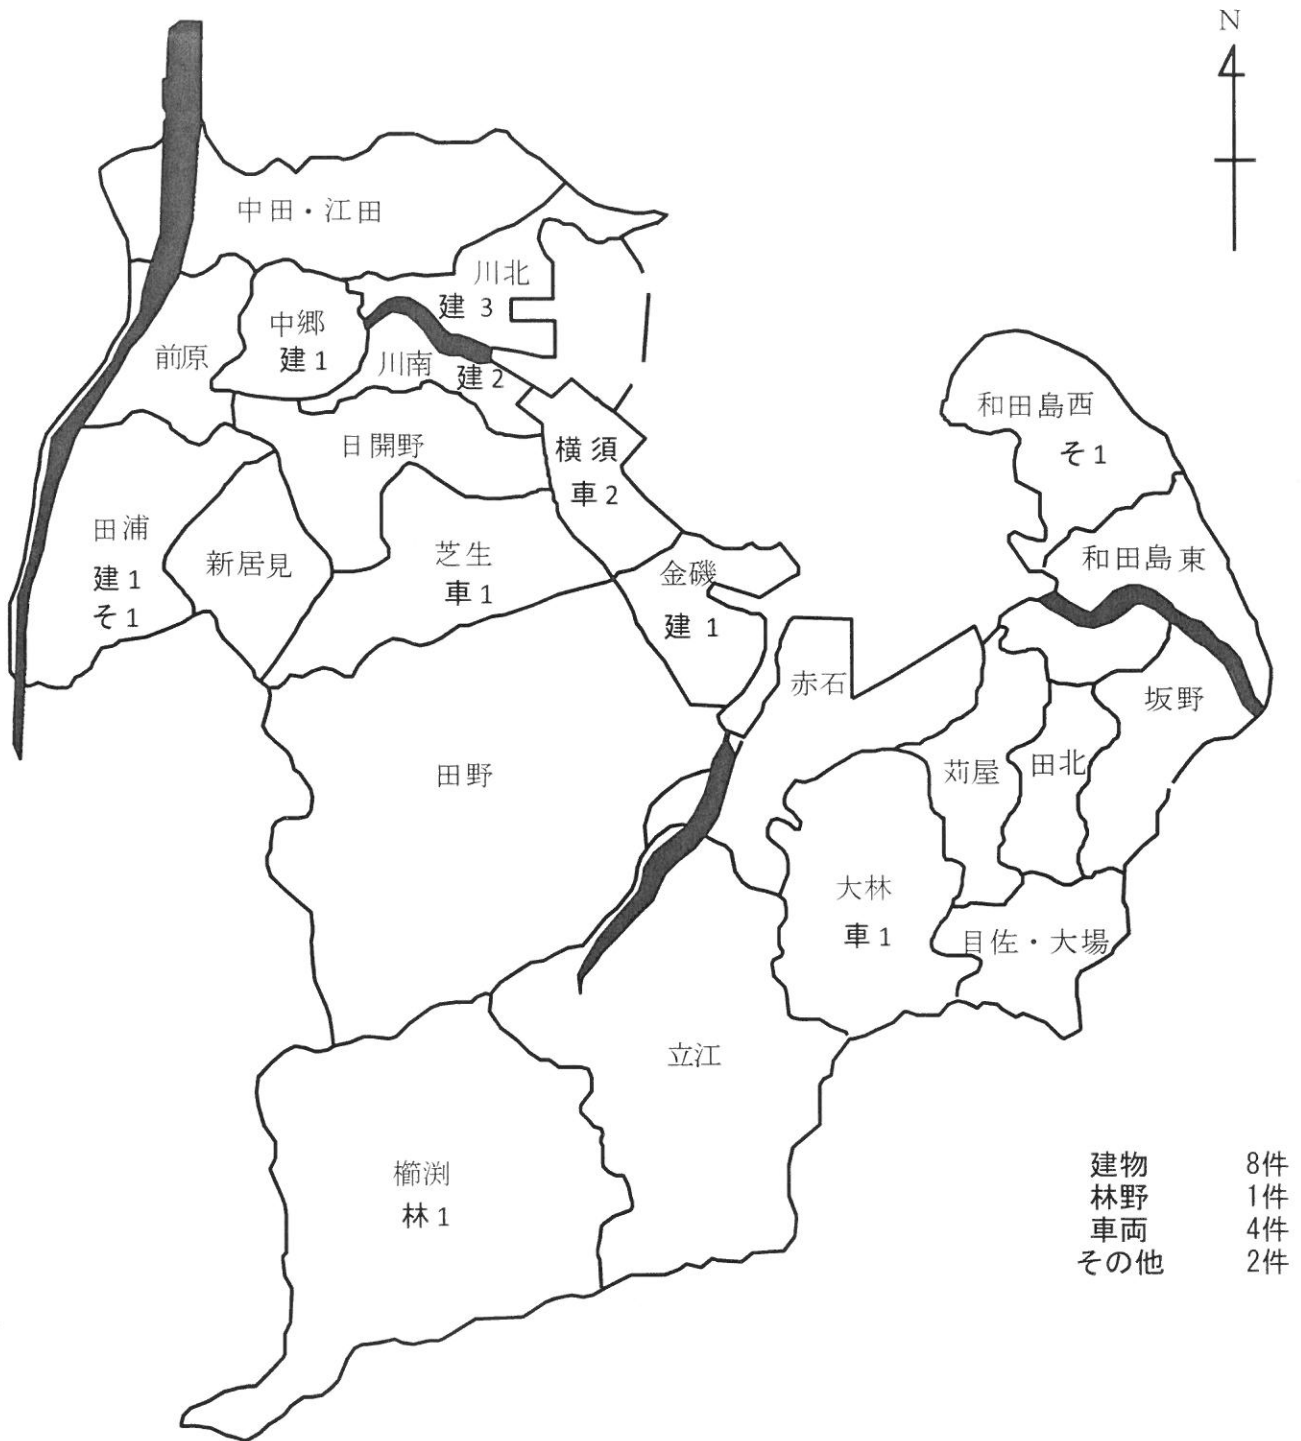 N
中田・江田
川北
建 3
中郷
建 1
前原
川南
建 2
和田島西
そ 1
日開野
横須
車 2
田浦
建 1
そ 1
新居見
芝生
車 1
金磯
建 1
和田島東
赤石
坂野
田野
苅屋
田北
大林
車 1
目佐・大場
立江
櫛渕
林 1
建物 8件
林野 1件
車両 4件
その他 2件